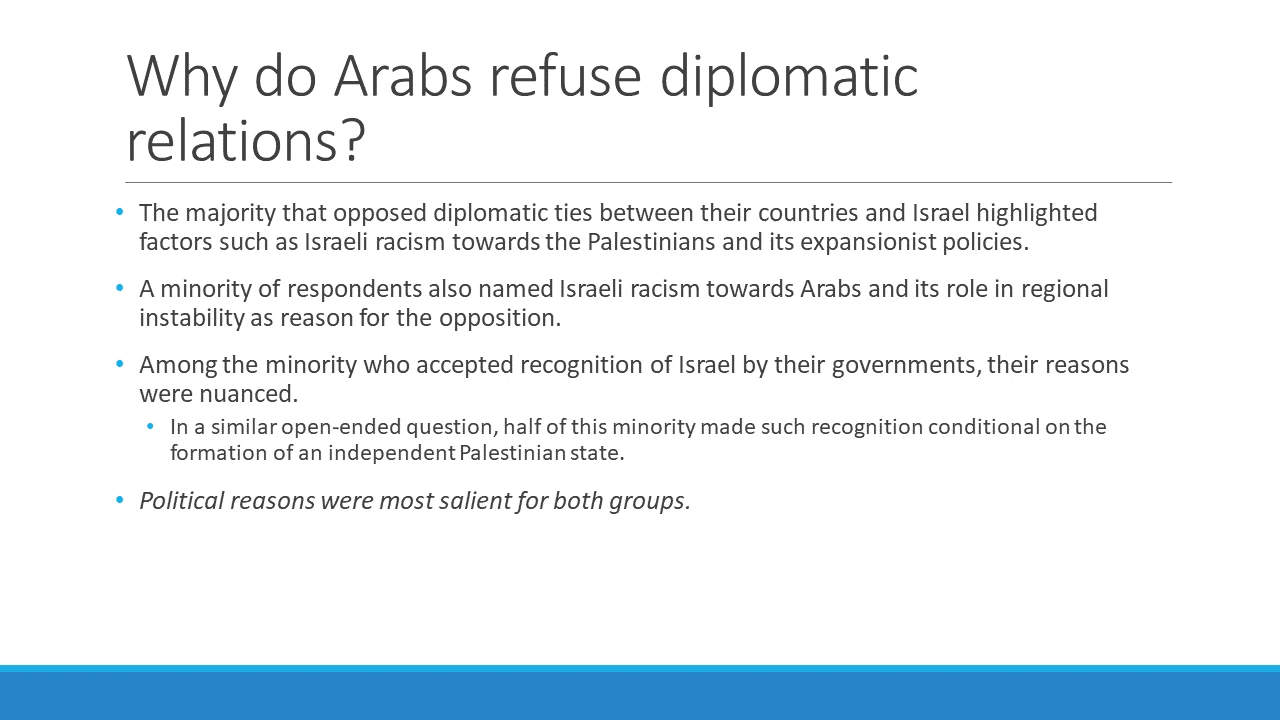 Why do Arabs refuse diplomatic
relations?
• The majority that opposed diplomatic ties between their countries and Israel highlighted
factors such as Israeli racism towards the Palestinians and its expansionist policies.
• A minority of respondents also named Israeli racism towards Arabs and its role in regional
instability as reason for the opposition.
• Among the minority who accepted recognition of Israel by their governments, their reasons
were nuanced.
• In a similar open-ended question, half of this minority made such recognition conditional on the
formation of an independent Palestinian state.
• Political reasons were most salient for both groups.